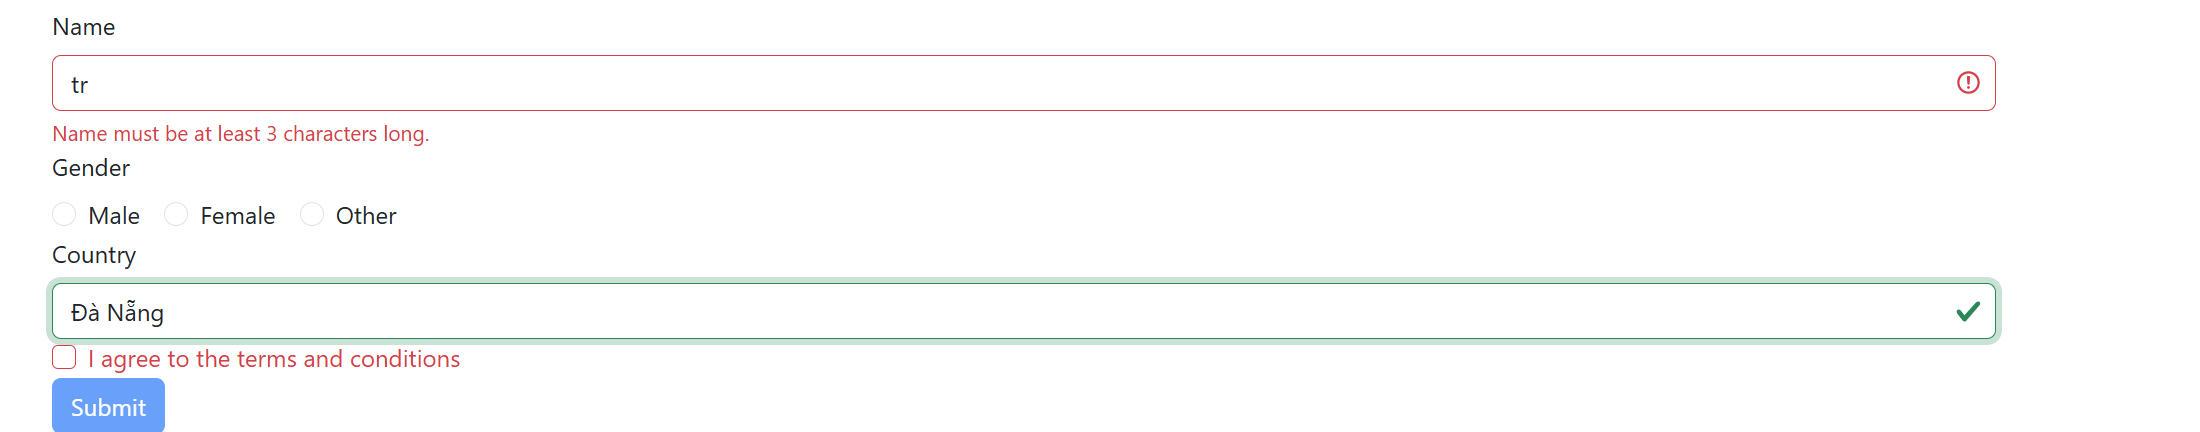 Name
tr
Name must be at least 3 characters long.
Gender
Male Female Other
Country
Đà Nẵng
I agree to the terms and conditions
Submit